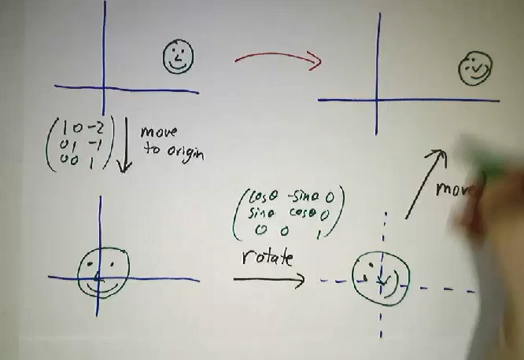 1 0 -2
0 1 -1
0 0 1
move
to origin
cosθ -sinθ 0
sinθ cosθ 0
0 0 1
rotate
move